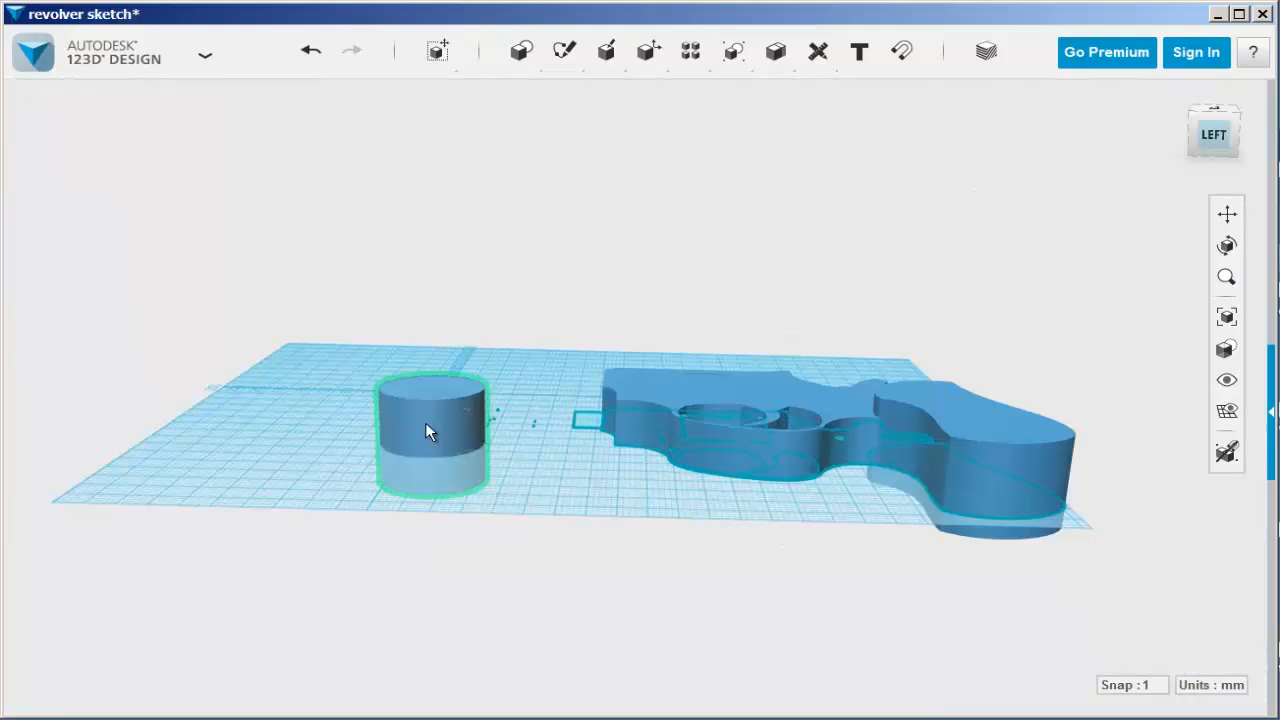 revolver sketch*
AUTODESK®
123D® DESIGN
T
Go Premium
Sign In
?
LEFT
Snap : 1
Units : mm